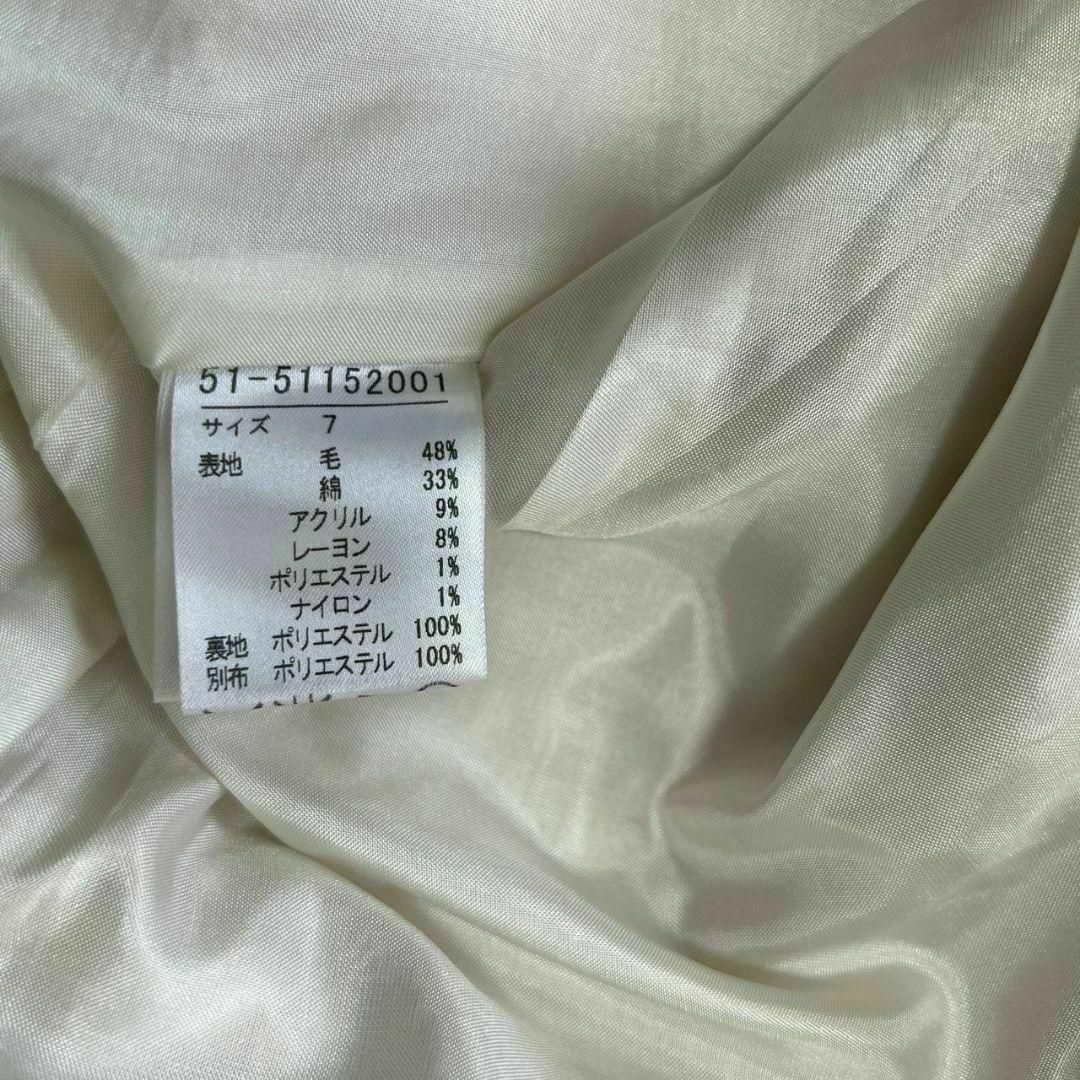 51-51152001
サイズ 7
表地 毛 48%
綿 33%
アクリル 9%
レーヨン 8%
ポリエステル 1%
ナイロン 1%
裏地 ポリエステル 100%
別布 ポリエステル 100%